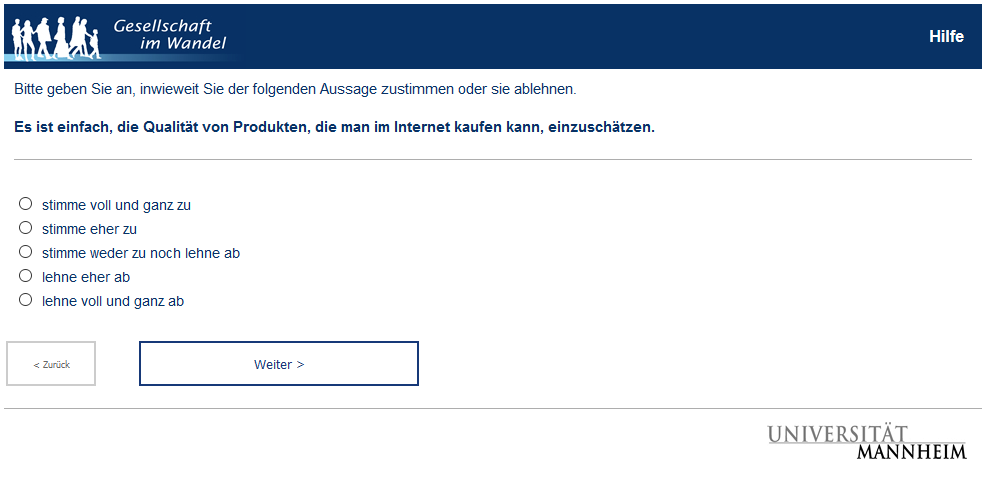 Gesellschaft
im Wandel
Hilfe
Bitte geben Sie an, inwieweit Sie der folgenden Aussage zustimmen oder sie ablehnen.
Es ist einfach, die Qualität von Produkten, die man im Internet kaufen kann, einzuschätzen.
stimme voll und ganz zu
stimme eher zu
stimme weder zu noch lehne ab
lehne eher ab
lehne voll und ganz ab
< Zurück
Weiter >
UNIVERSITÄT
MANNHEIM